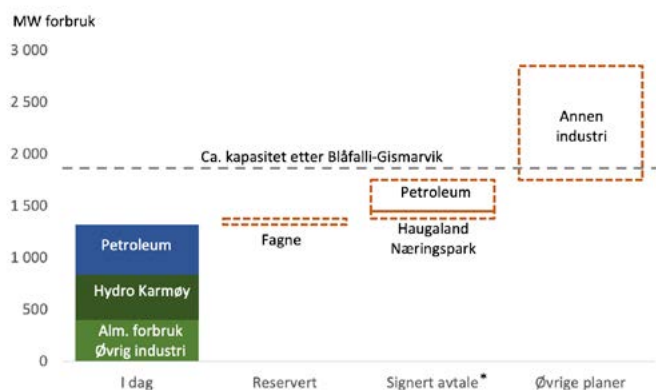 MW forbruk
3 000
2 500
2 000
1 500
1 000
500
0
Annen
industri
Ca. kapasitet etter Blåfalli-Gismarvik
Petroleum
Haugaland
Næringspark
Fagne
Petroleum
Hydro Karmøy
Alm. forbruk
Øvrig industri
I dag
Reservert
Signert avtale*
Øvrige planer